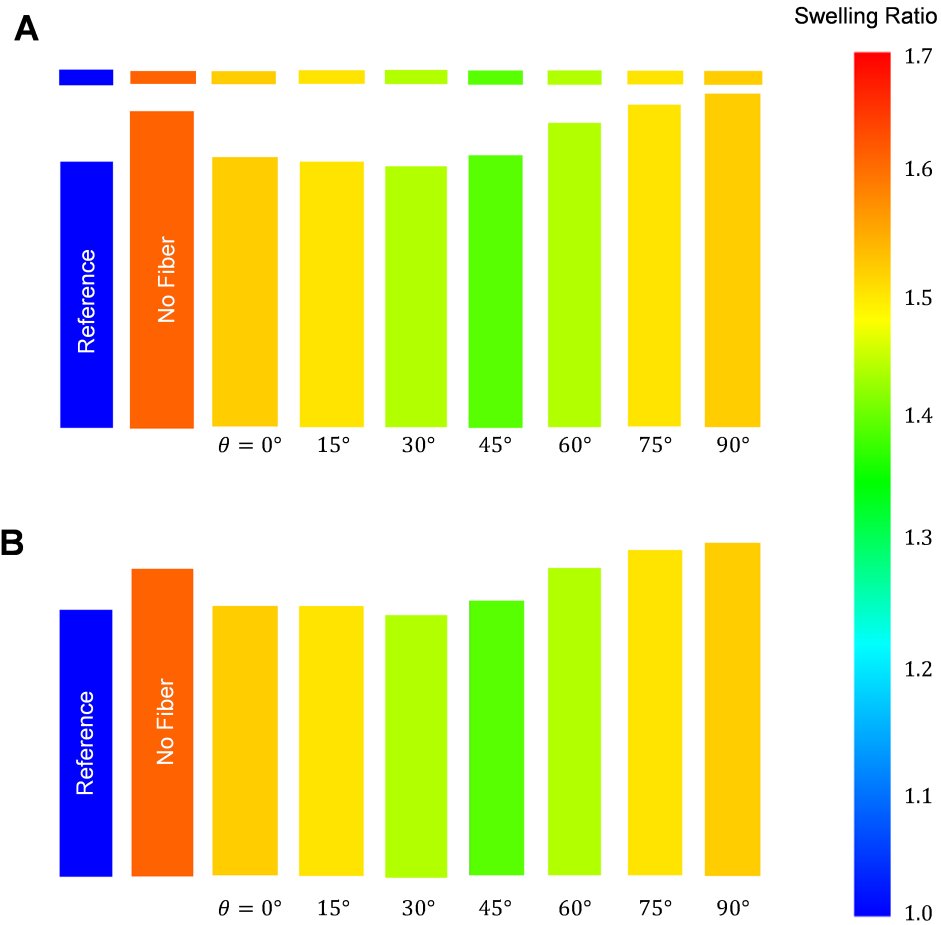 Swelling Ratio
A
1.7
1.6
1.5
1.4
1.3
1.2
1.1
1.0
Reference
No Fiber
θ = 0° 15° 30° 45° 60° 75° 90°
B
Reference
No Fiber
θ = 0° 15° 30° 45° 60° 75° 90°